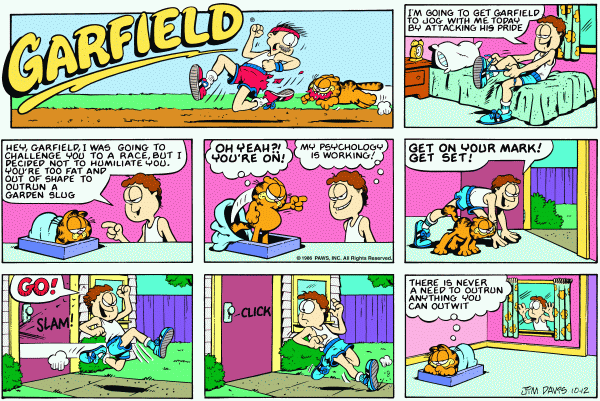 GARFIELD
®
I'M GOING TO GET GARFIELD
TO JOG WITH ME TODAY
BY ATTACKING HIS PRIDE
HEY, GARFIELD, I WAS GOING TO
CHALLENGE YOU TO A RACE, BUT I
DECIDED NOT TO HUMILIATE YOU.
YOU'RE TOO FAT AND
OUT OF SHAPE TO
OUTRUN A
GARDEN SLUG
OH YEAH?!
YOU'RE ON!
MY PSYCHOLOGY
IS WORKING!
© 1986 PAWS, INC. All Rights Reserved.
GET ON YOUR MARK!
GET SET!
GO!
SLAM!
CLICK
THERE IS NEVER
A NEED TO OUTRUN
ANYTHING YOU
CAN OUTWIT
JIM DAVIS 10-12